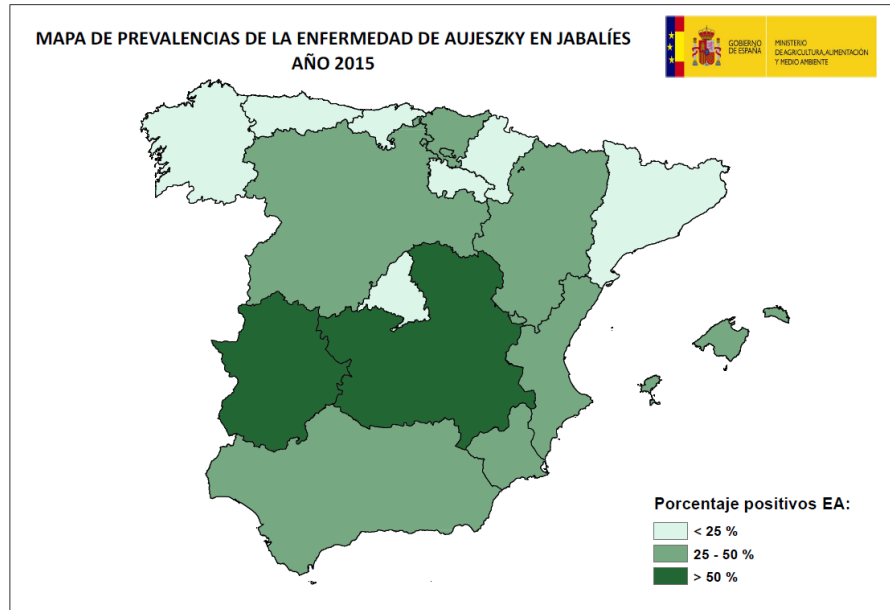 MAPA DE PREVALENCIAS DE LA ENFERMEDAD DE AUJESZKY EN JABALÍES
AÑO 2015
GOBIERNO
DE ESPAÑA
MINISTERIO
DE AGRICULTURA, ALIMENTACIÓN
Y MEDIO AMBIENTE
Porcentaje positivos EA:
< 25 %
25 - 50 %
> 50 %